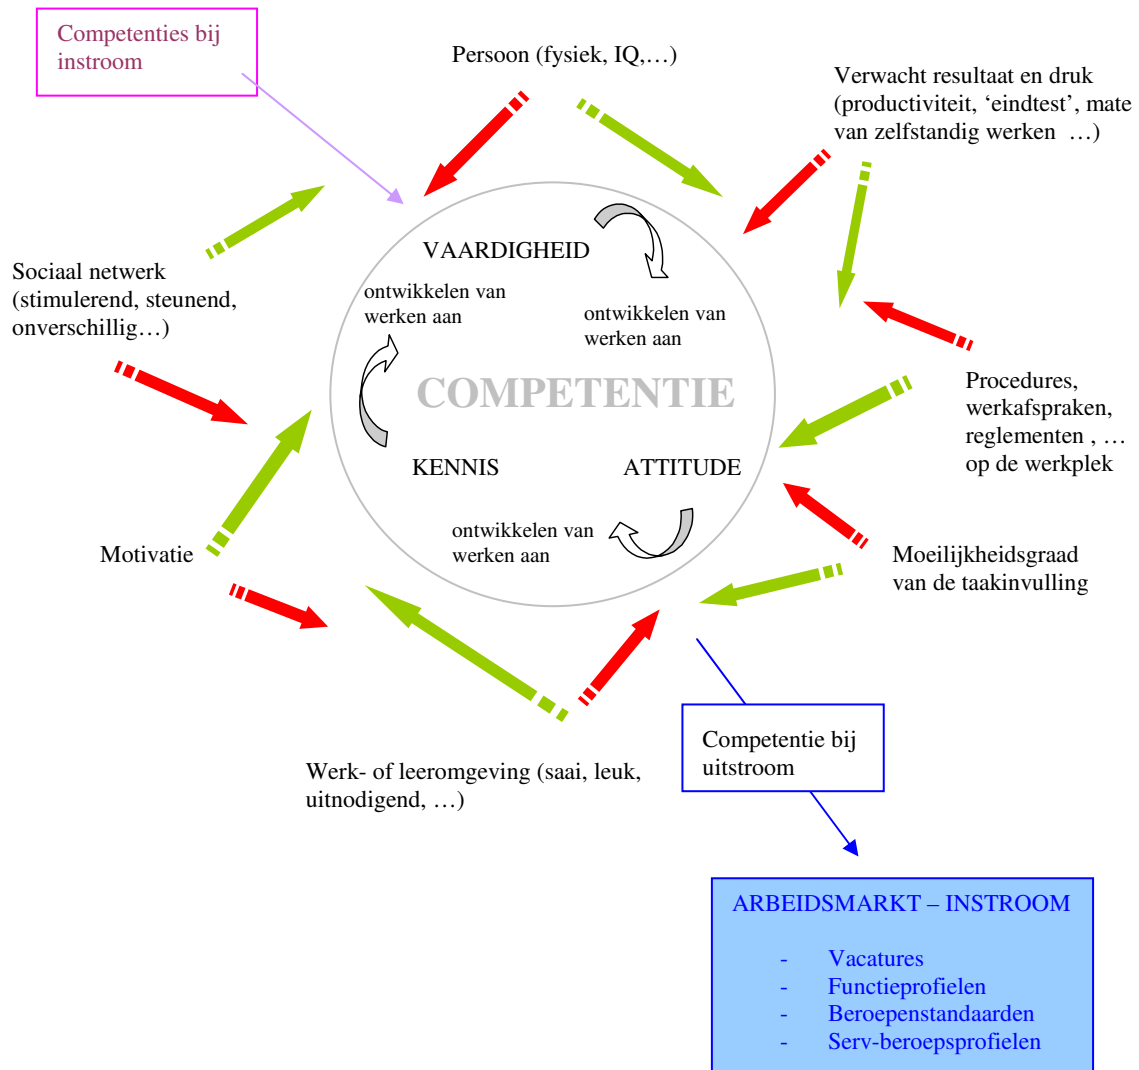 Competenties bij
instroom
Persoon (fysiek, IQ,…)
Verwacht resultaat en druk
(productiviteit, ‘eindtest’, mate
van zelfstandig werken …)
Sociaal netwerk
(stimulerend, steunend,
onverschillig…)
VAARDIGHEID
ontwikkelen van
werken aan
ontwikkelen van
werken aan
COMPETENTIE
Procedures,
werkafspraken,
reglementen , …
op de werkplek
KENNIS
ATTITUDE
ontwikkelen van
werken aan
Motivatie
Moeilijkheidsgraad
van de taakinvulling
Werk- of leeromgeving (saai, leuk,
uitnodigend, …)
Competentie bij
uitstroom
ARBEIDSMARKT – INSTROOM
- Vacatures
- Functieprofielen
- Beroepenstandaarden
- Serv-beroepsprofielen